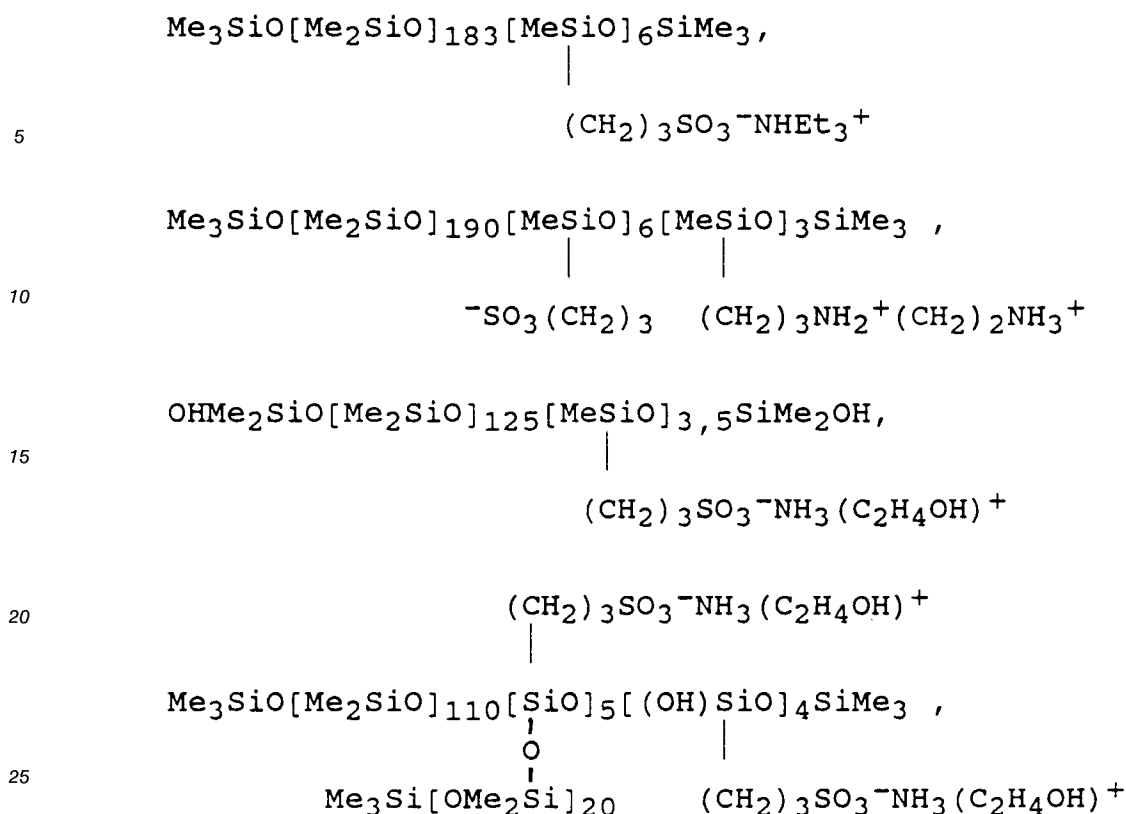 Me₃SiO[Me₂SiO]₁₈₃[MeSiO]₆SiMe₃,
5 (CH₂)₃SO₃⁻NHEt₃⁺
Me₃SiO[Me₂SiO]₁₉₀[MeSiO]₆[MeSiO]₃SiMe₃ ,
10 ⁻SO₃(CH₂)₃ (CH₂)₃NH₂⁺(CH₂)₂NH₃⁺
OHMe₂SiO[Me₂SiO]₁₂₅[MeSiO]₃,₅SiMe₂OH,
15
(CH₂)₃SO₃⁻NH₃(C₂H₄OH)⁺
20 (CH₂)₃SO₃⁻NH₃(C₂H₄OH)⁺
Me₃SiO[Me₂SiO]₁₁₀[SiO]₅[(OH)SiO]₄SiMe₃ ,
O
25 Me₃Si[OMe₂Si]₂₀ (CH₂)₃SO₃⁻NH₃(C₂H₄OH)⁺